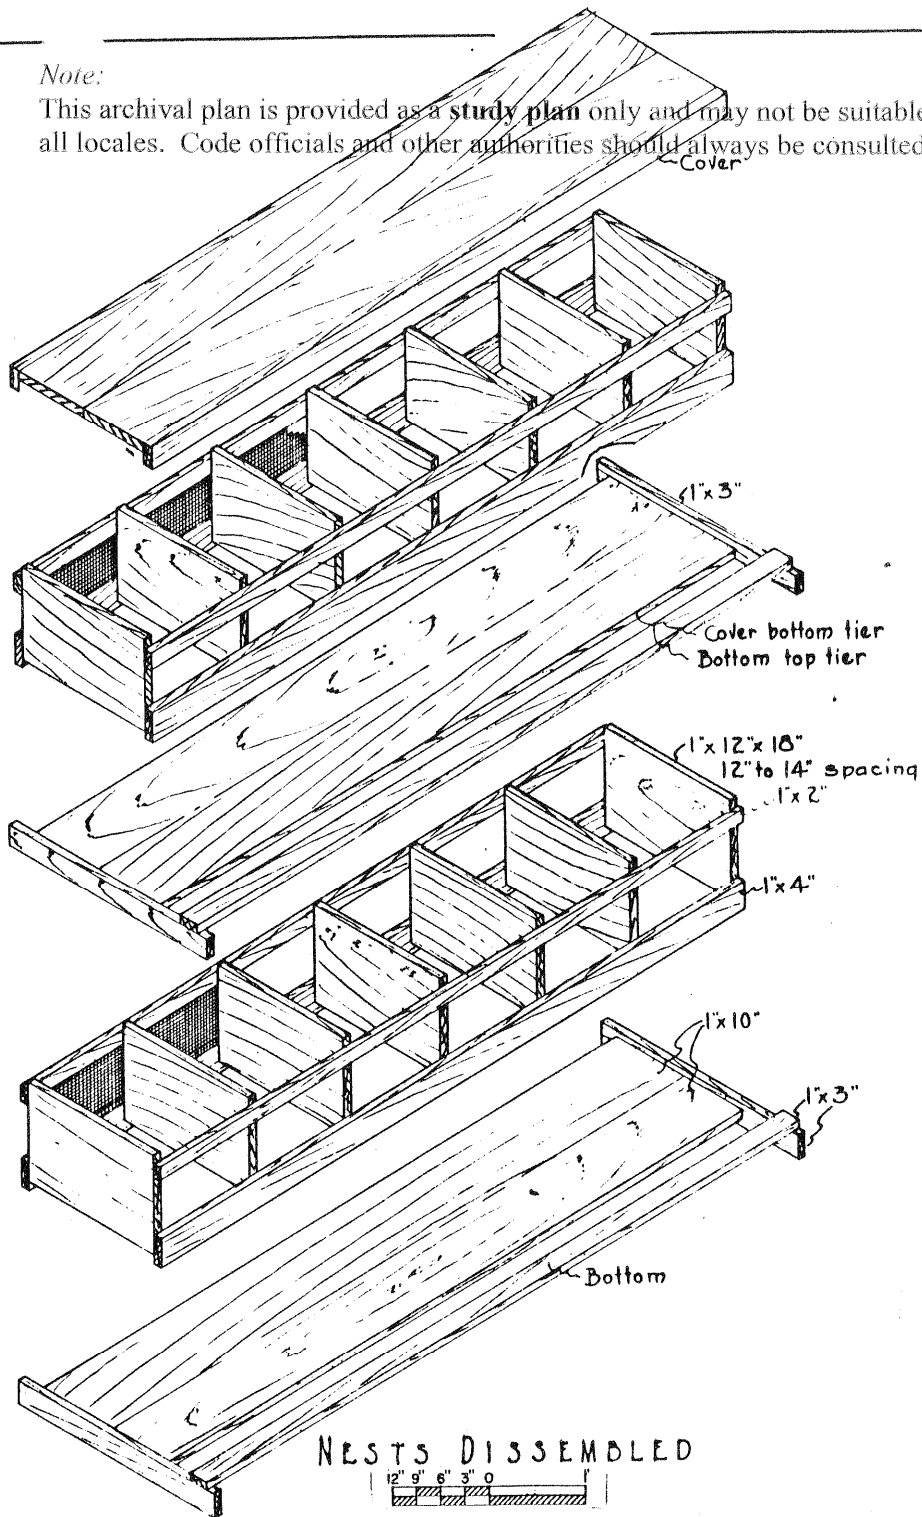 Note:
This archival plan is provided as a study plan only and may not be suitable
all locales. Code officials and other authorities should always be consulted
Cover
1"x 3"
Cover bottom tier
Bottom top tier
1"x 12"x 18"
12" to 14" spacing
1"x 2"
1"x 4"
1"x 10"
1"x 3"
Bottom
NESTS DISSEMBLED
12" 9" 6" 3" 0 1'